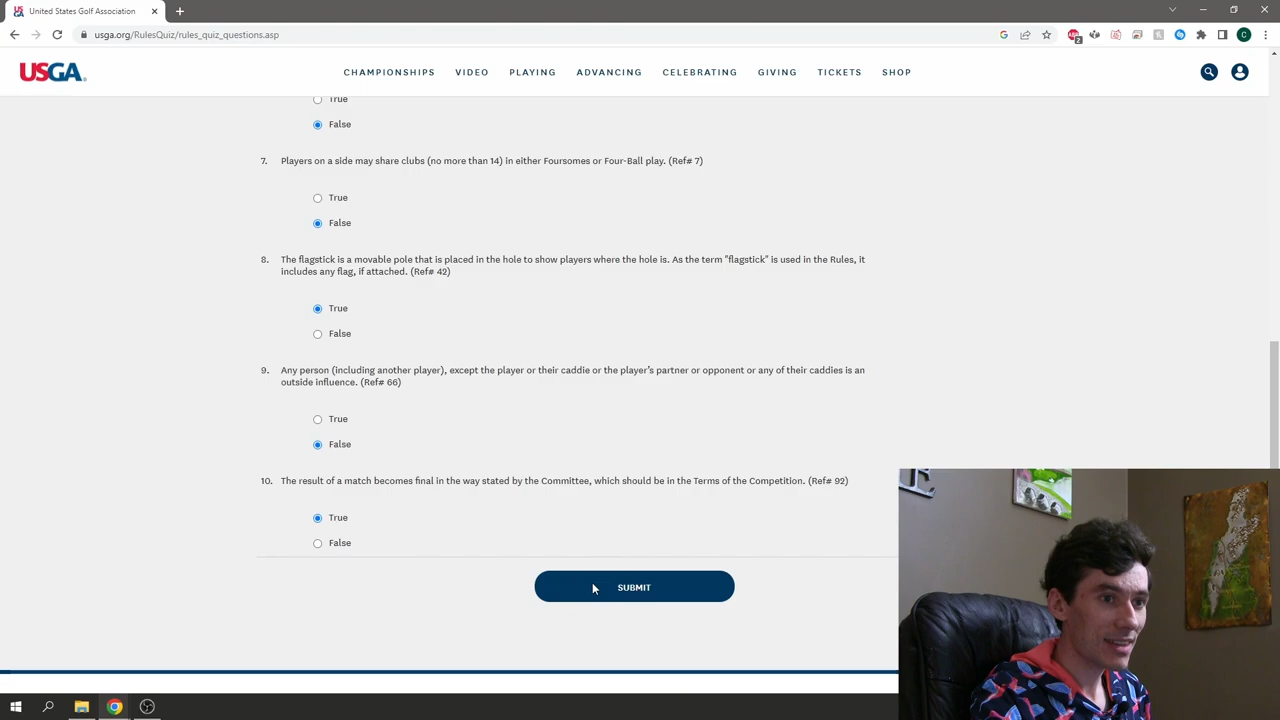 United States Golf Association
usga.org/RulesQuiz/rules_quiz_questions.asp
2
C
USGA
CHAMPIONSHIPS VIDEO PLAYING ADVANCING CELEBRATING GIVING TICKETS SHOP
True
False
7. Players on a side may share clubs (no more than 14) in either Foursomes or Four-Ball play. (Ref# 7)
True
False
8. The flagstick is a movable pole that is placed in the hole to show players where the hole is. As the term "flagstick" is used in the Rules, it
includes any flag, if attached. (Ref# 42)
True
False
9. Any person (including another player), except the player or their caddie or the player’s partner or opponent or any of their caddies is an
outside influence. (Ref# 66)
True
False
10. The result of a match becomes final in the way stated by the Committee, which should be in the Terms of the Competition. (Ref# 92)
True
False
SUBMIT